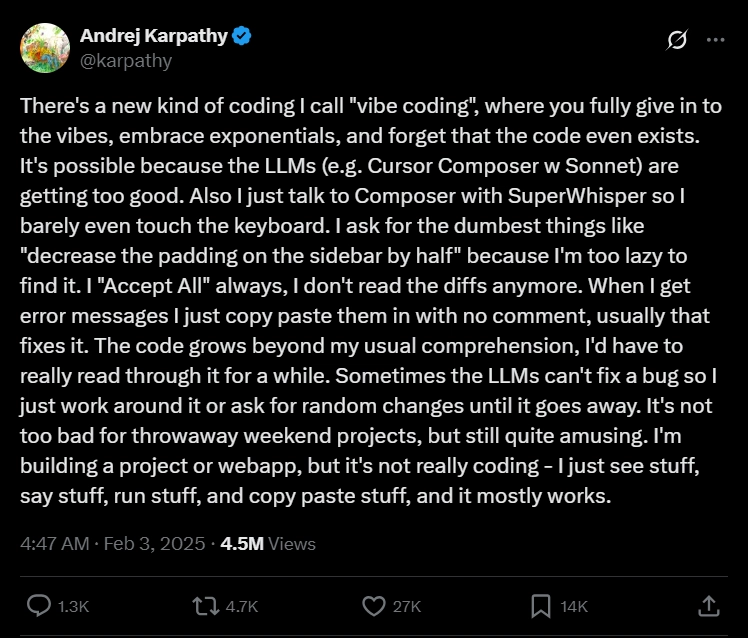 Andrej Karpathy
@karpathy
There's a new kind of coding I call "vibe coding", where you fully give in to
the vibes, embrace exponentials, and forget that the code even exists.
It's possible because the LLMs (e.g. Cursor Composer w Sonnet) are
getting too good. Also I just talk to Composer with SuperWhisper so I
barely even touch the keyboard. I ask for the dumbest things like
"decrease the padding on the sidebar by half" because I'm too lazy to
find it. I "Accept All" always, I don't read the diffs anymore. When I get
error messages I just copy paste them in with no comment, usually that
fixes it. The code grows beyond my usual comprehension, I'd have to
really read through it for a while. Sometimes the LLMs can't fix a bug so I
just work around it or ask for random changes until it goes away. It's not
too bad for throwaway weekend projects, but still quite amusing. I'm
building a project or webapp, but it's not really coding - I just see stuff,
say stuff, run stuff, and copy paste stuff, and it mostly works.
4:47 AM · Feb 3, 2025 · 4.5M Views
1.3K 4.7K 27K 14K